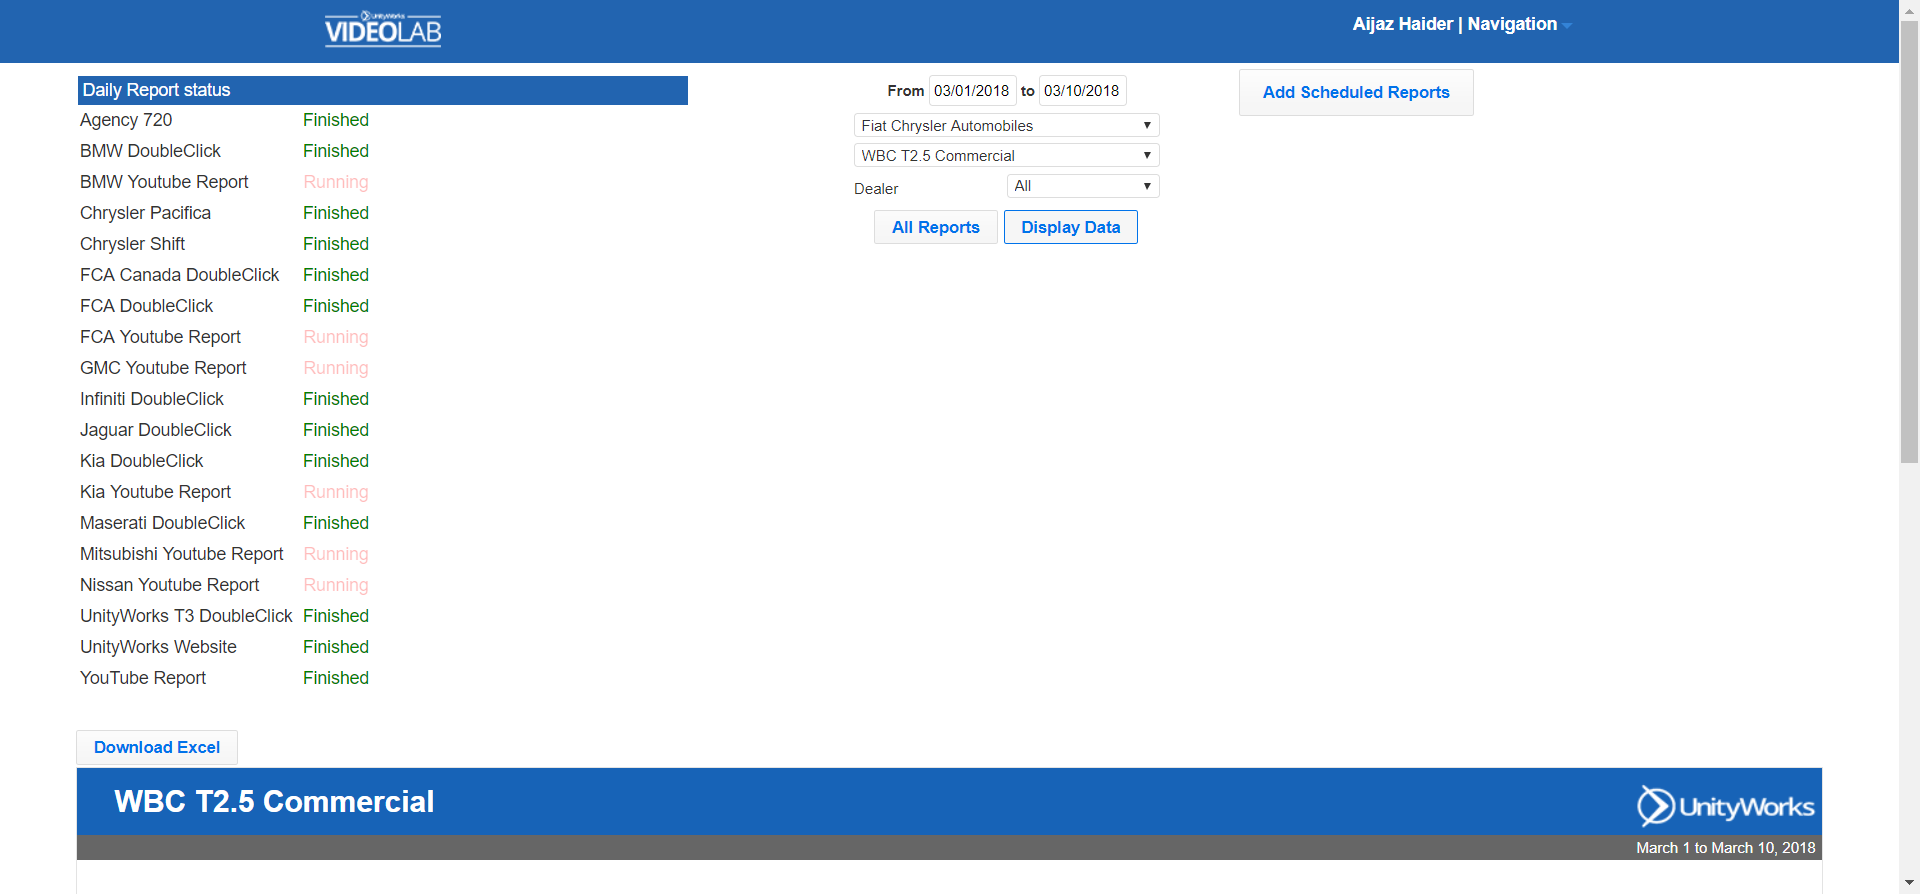 UnityWorks
VIDEOLAB
Aijaz Haider | Navigation
Daily Report status
Agency 720 Finished
BMW DoubleClick Finished
BMW Youtube Report Running
Chrysler Pacifica Finished
Chrysler Shift Finished
FCA Canada DoubleClick Finished
FCA DoubleClick Finished
FCA Youtube Report Running
GMC Youtube Report Running
Infiniti DoubleClick Finished
Jaguar DoubleClick Finished
Kia DoubleClick Finished
Kia Youtube Report Running
Maserati DoubleClick Finished
Mitsubishi Youtube Report Running
Nissan Youtube Report Running
UnityWorks T3 DoubleClick Finished
UnityWorks Website Finished
YouTube Report Finished
From 03/01/2018 to 03/10/2018
Fiat Chrysler Automobiles
WBC T2.5 Commercial
Dealer All
All Reports Display Data
Add Scheduled Reports
Download Excel
WBC T2.5 Commercial
UnityWorks
March 1 to March 10, 2018